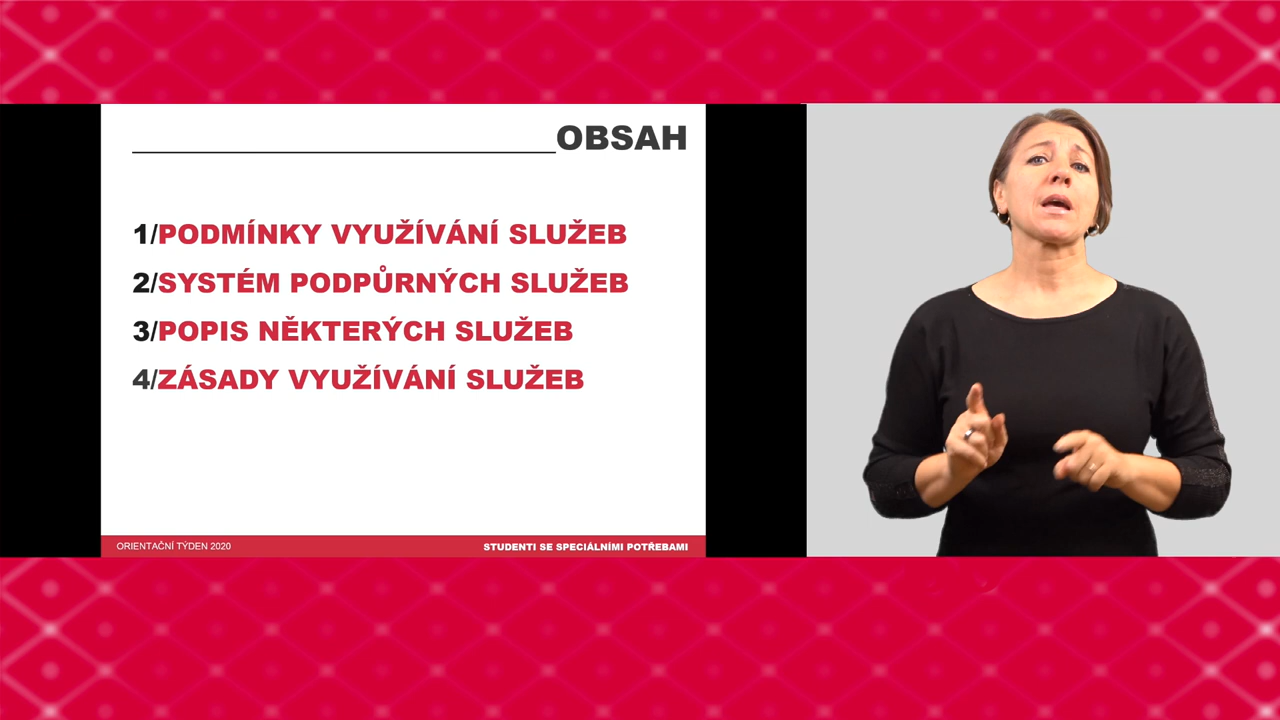 OBSAH
1/PODMÍNKY VYUŽÍVÁNÍ SLUŽEB
2/SYSTÉM PODPŮRNÝCH SLUŽEB
3/POPIS NĚKTERÝCH SLUŽEB
4/ZÁSADY VYUŽÍVÁNÍ SLUŽEB
ORIENTAČNÍ TÝDEN 2020
STUDENTI SE SPECIÁLNÍMI POTŘEBAMI